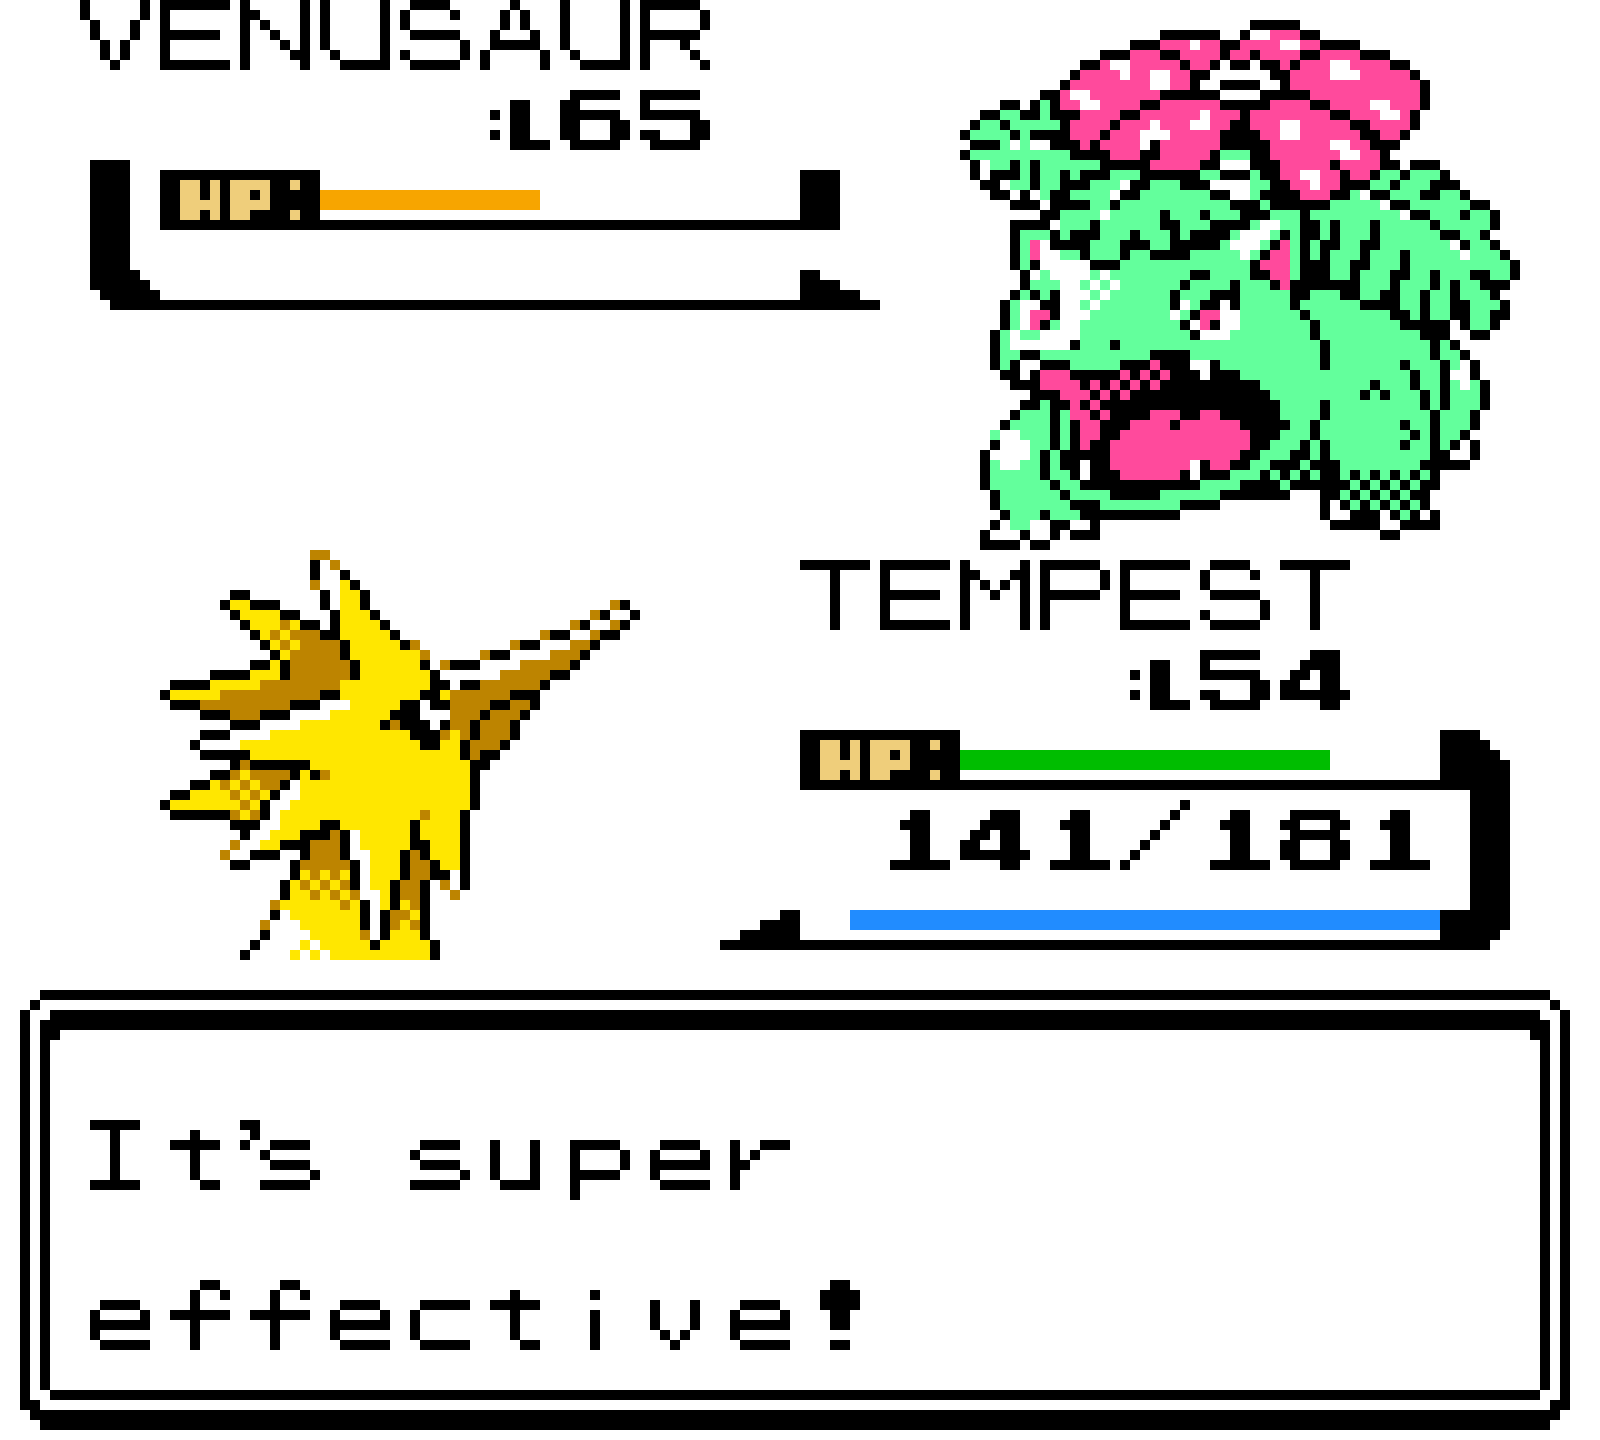 VENUSAUR
:L65
HP:
TEMPEST
:L54
HP:
141/181
It's super
effective!